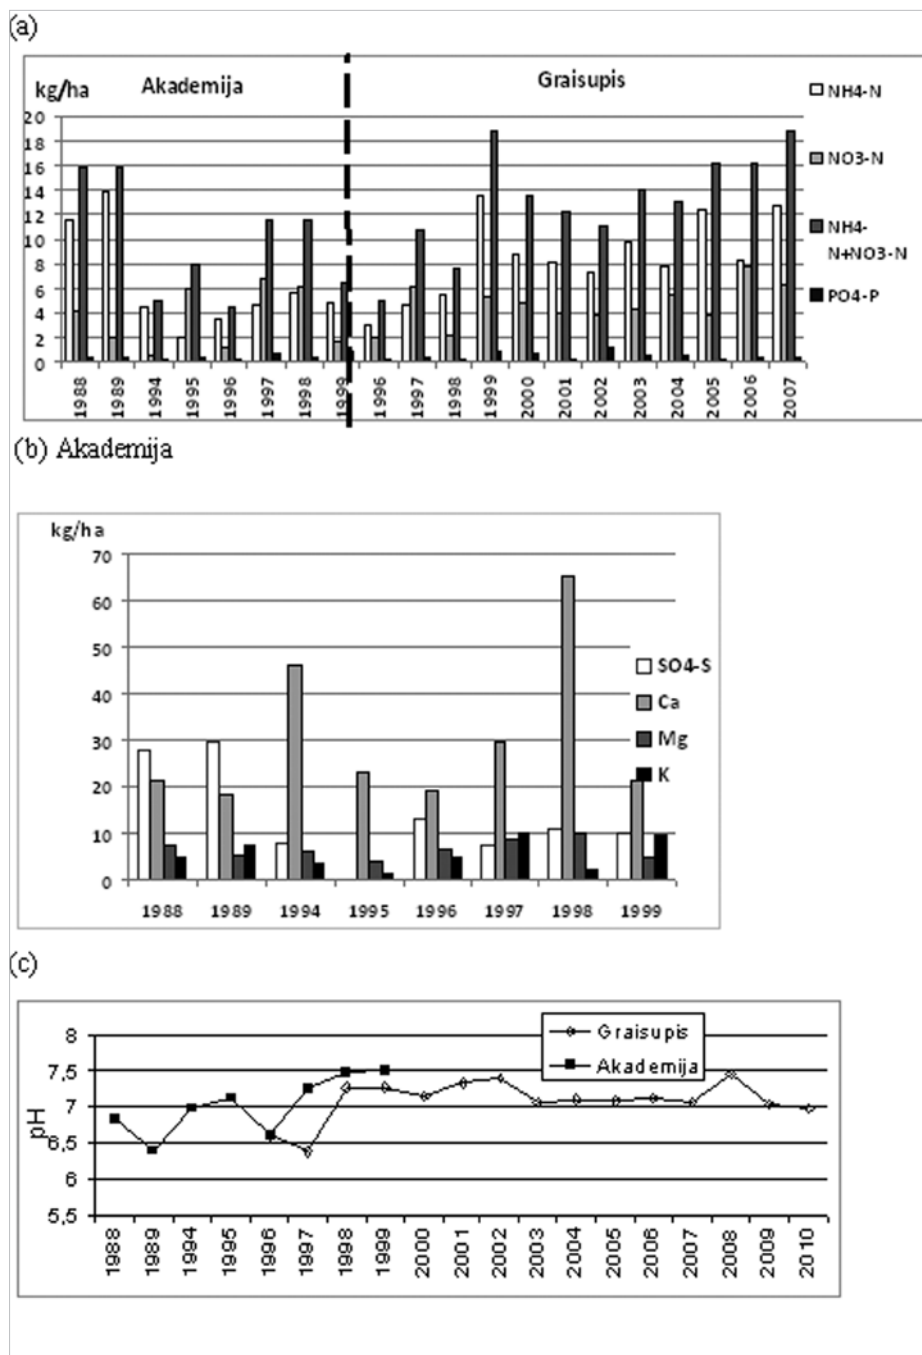 (a)
kg/ha Akademija Graisupis
20
18
16
14
12
10
8
6
4
2
0
NH4-N
NO3-N
NH4-
N+NO3-N
PO4-P
1988 1989 1994 1995 1996 1997 1998 1999 1996 1997 1998 1999 2000 2001 2002 2003 2004 2005 2006 2007
(b) Akademija
kg/ha
70
60
50
40
30
20
10
0
SO4-S
Ca
Mg
K
1988 1989 1994 1995 1996 1997 1998 1999
(c)
pH
8
7,5
7
6,5
6
5,5
Graisupis
Akademija
1988 1989 1994 1995 1996 1997 1998 1999 2000 2001 2002 2003 2004 2005 2006 2007 2008 2009 2010